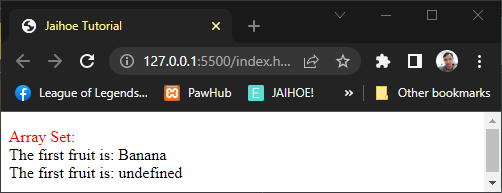 Jaihoe Tutorial
127.0.0.1:5500/index.h...
League of Legends...
PawHub
JAIHOE!
Other bookmarks
Array Set:
The first fruit is: Banana
The first fruit is: undefined